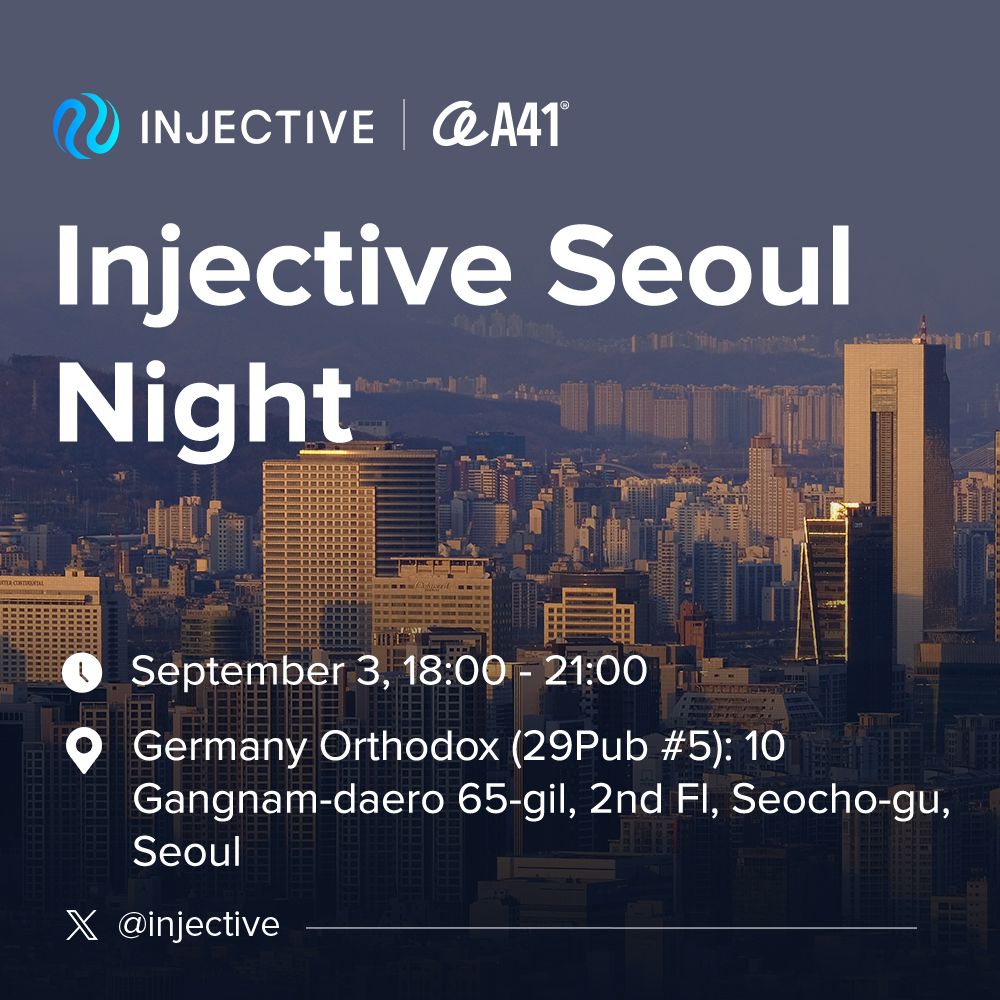 INJECTIVE | A41®
Injective Seoul
Night
September 3, 18:00 - 21:00
Germany Orthodox (29Pub #5): 10
Gangnam-daero 65-gil, 2nd Fl, Seocho-gu,
Seoul
@injective